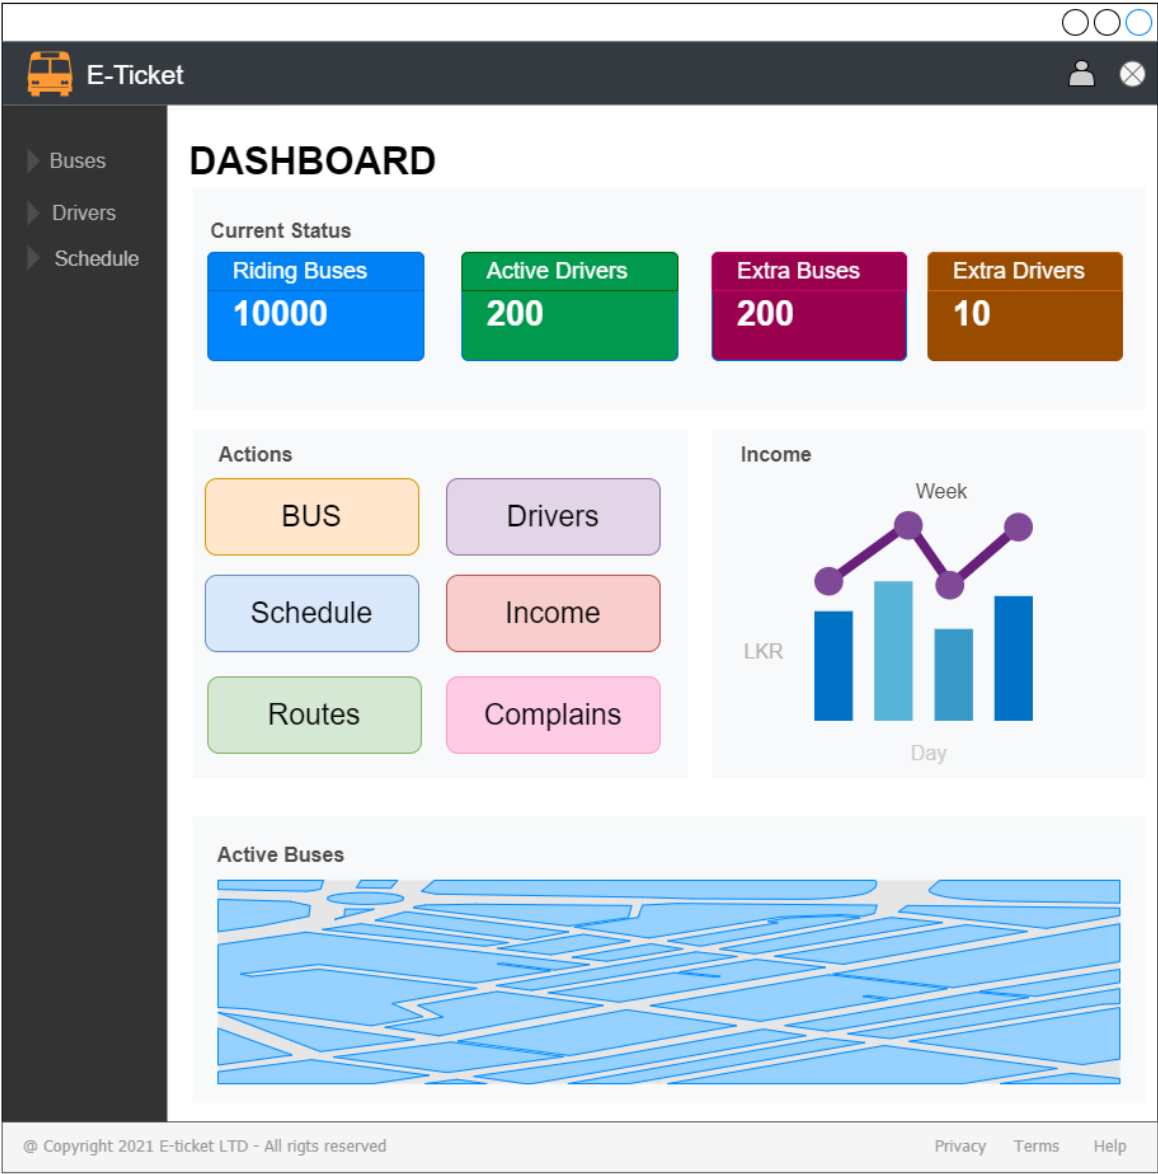 E-Ticket
Buses
Drivers
Schedule
DASHBOARD
Current Status
Riding Buses
10000
Active Drivers
200
Extra Buses
200
Extra Drivers
10
Actions
BUS
Drivers
Schedule
Income
Routes
Complains
Income
Week
LKR
Day
Active Buses
@ Copyright 2021 E-ticket LTD - All rigts reserved
Privacy
Terms
Help